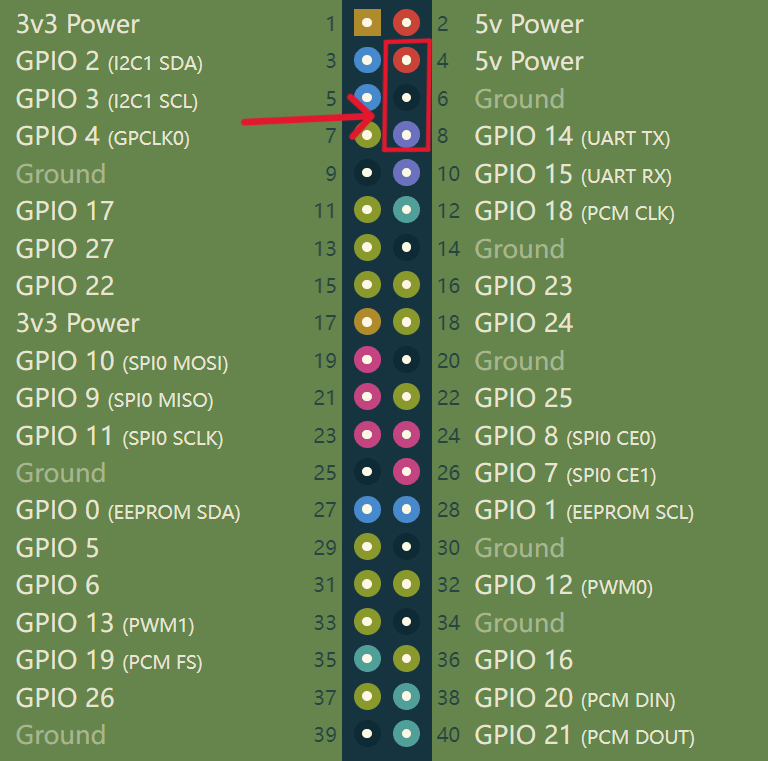 3v3 Power 1 2 5v Power
GPIO 2 (I2C1 SDA) 3 4 5v Power
GPIO 3 (I2C1 SCL) 5 6 Ground
GPIO 4 (GPCLK0) 7 8 GPIO 14 (UART TX)
Ground 9 10 GPIO 15 (UART RX)
GPIO 17 11 12 GPIO 18 (PCM CLK)
GPIO 27 13 14 Ground
GPIO 22 15 16 GPIO 23
3v3 Power 17 18 GPIO 24
GPIO 10 (SPI0 MOSI) 19 20 Ground
GPIO 9 (SPI0 MISO) 21 22 GPIO 25
GPIO 11 (SPI0 SCLK) 23 24 GPIO 8 (SPI0 CE0)
Ground 25 26 GPIO 7 (SPI0 CE1)
GPIO 0 (EEPROM SDA) 27 28 GPIO 1 (EEPROM SCL)
GPIO 5 29 30 Ground
GPIO 6 31 32 GPIO 12 (PWM0)
GPIO 13 (PWM1) 33 34 Ground
GPIO 19 (PCM FS) 35 36 GPIO 16
GPIO 26 37 38 GPIO 20 (PCM DIN)
Ground 39 40 GPIO 21 (PCM DOUT)